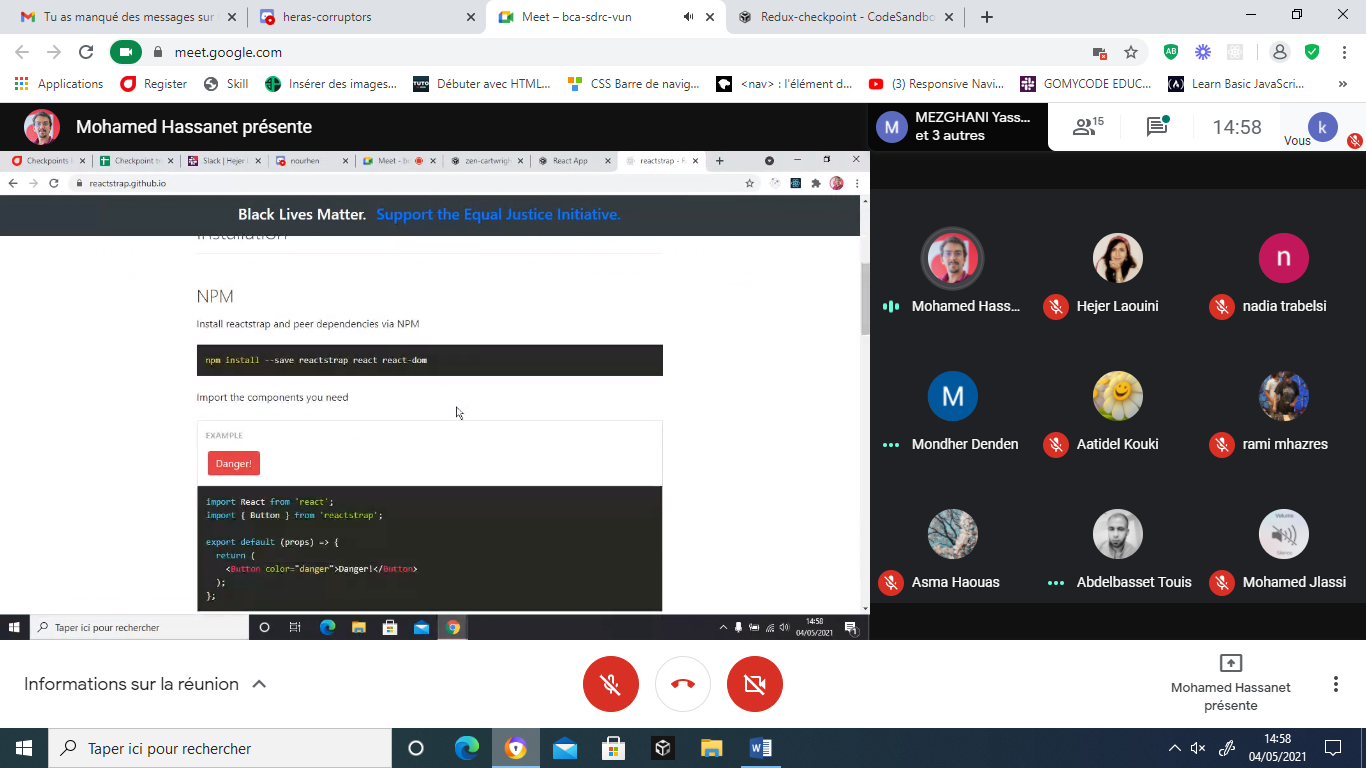 Tu as manqué des messages sur
heras-corruptors
Meet – bca-sdrc-vun
Redux-checkpoint - CodeSandbo
meet.google.com
Applications
Register
Skill
Insérer des images...
TUTO
Débuter avec HTML...
CSS Barre de navig...
<nav> : l'élément d...
(3) Responsive Navi...
GOMYCODE EDUC...
Learn Basic JavaScri...
Mohamed Hassanet présente
M
MEZGHANI Yass...
et 3 autres
15
14:58
Vous
k
Checkpoints
Checkpoint te
Slack | Hejer L
nourhen
Meet - b
zen-cartwrigh
React App
reactstrap - R
reactstrap.github.io
Black Lives Matter. Support the Equal Justice Initiative.
Installation
NPM
Install reactstrap and peer dependencies via NPM
npm install --save reactstrap react react-dom
Import the components you need
EXAMPLE
Danger!
import React from 'react';
import { Button } from 'reactstrap';
export default (props) => {
return (
<Button color="danger">Danger!</Button>
);
};
Taper ici pour rechercher
14:58
04/05/2021
1
n
Mohamed Hass...
Hejer Laouini
nadia trabelsi
M
Mondher Denden
Aatidel Kouki
rami mhazres
Volume
Silence
Asma Haouas
Abdelbasset Touis
Mohamed Jlassi
Informations sur la réunion
Mohamed Hassanet
présente
Taper ici pour rechercher
14:58
04/05/2021